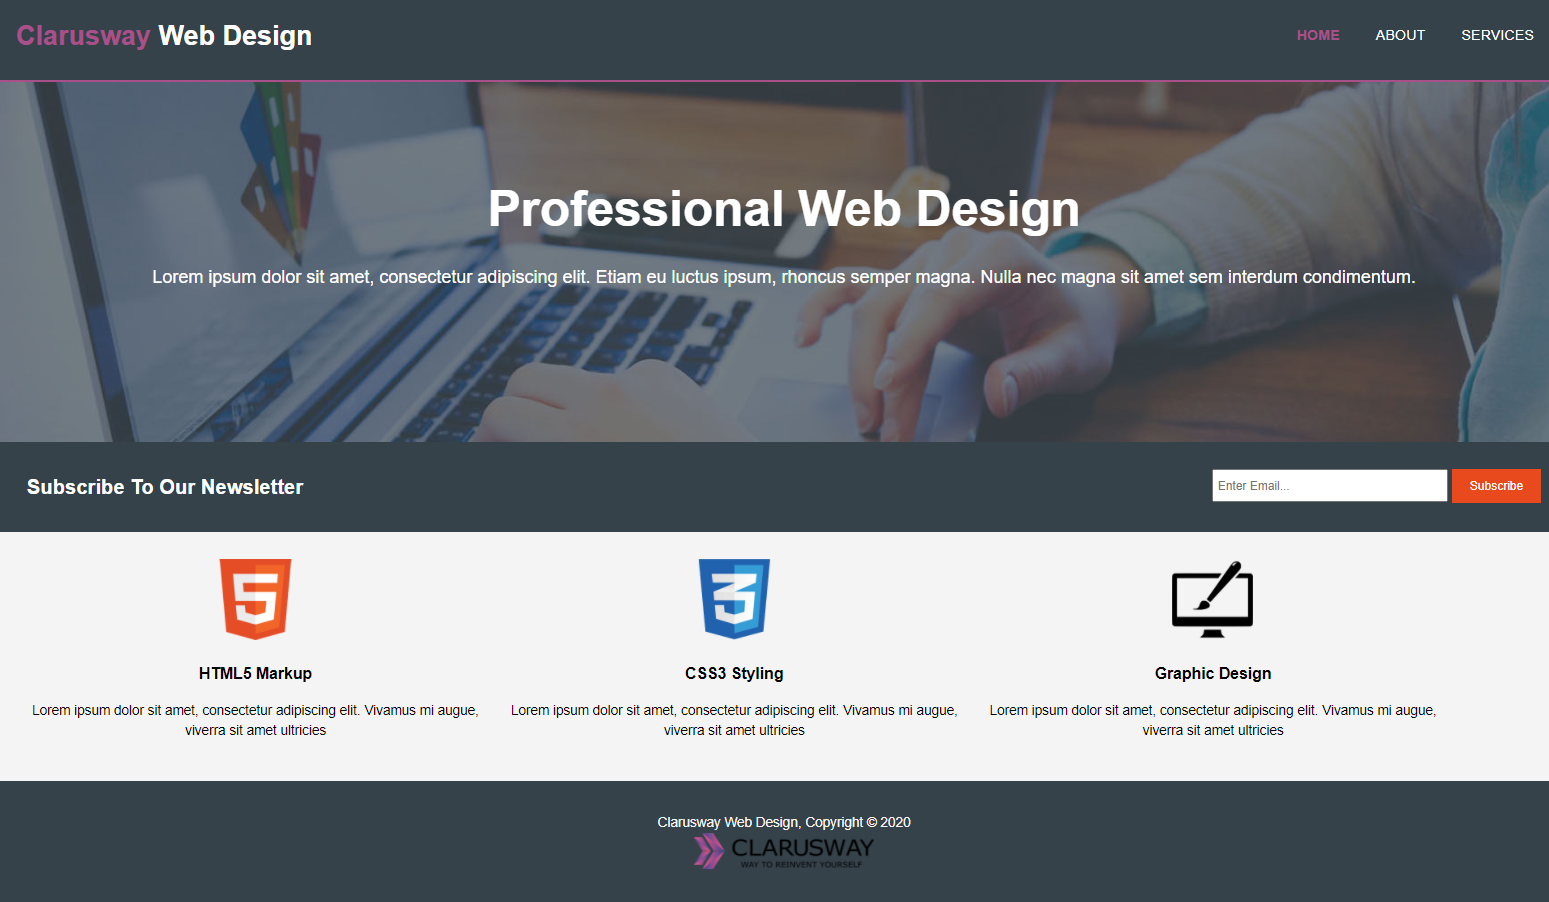 Clarusway Web Design
HOME ABOUT SERVICES
Professional Web Design
Lorem ipsum dolor sit amet, consectetur adipiscing elit. Etiam eu luctus ipsum, rhoncus semper magna. Nulla nec magna sit amet sem interdum condimentum.
Subscribe To Our Newsletter
Enter Email...
Subscribe
HTML5 Markup
Lorem ipsum dolor sit amet, consectetur adipiscing elit. Vivamus mi augue,
viverra sit amet ultricies
CSS3 Styling
Lorem ipsum dolor sit amet, consectetur adipiscing elit. Vivamus mi augue,
viverra sit amet ultricies
Graphic Design
Lorem ipsum dolor sit amet, consectetur adipiscing elit. Vivamus mi augue,
viverra sit amet ultricies
Clarusway Web Design, Copyright © 2020
CLARUSWAY
WAY TO REINVENT YOURSELF